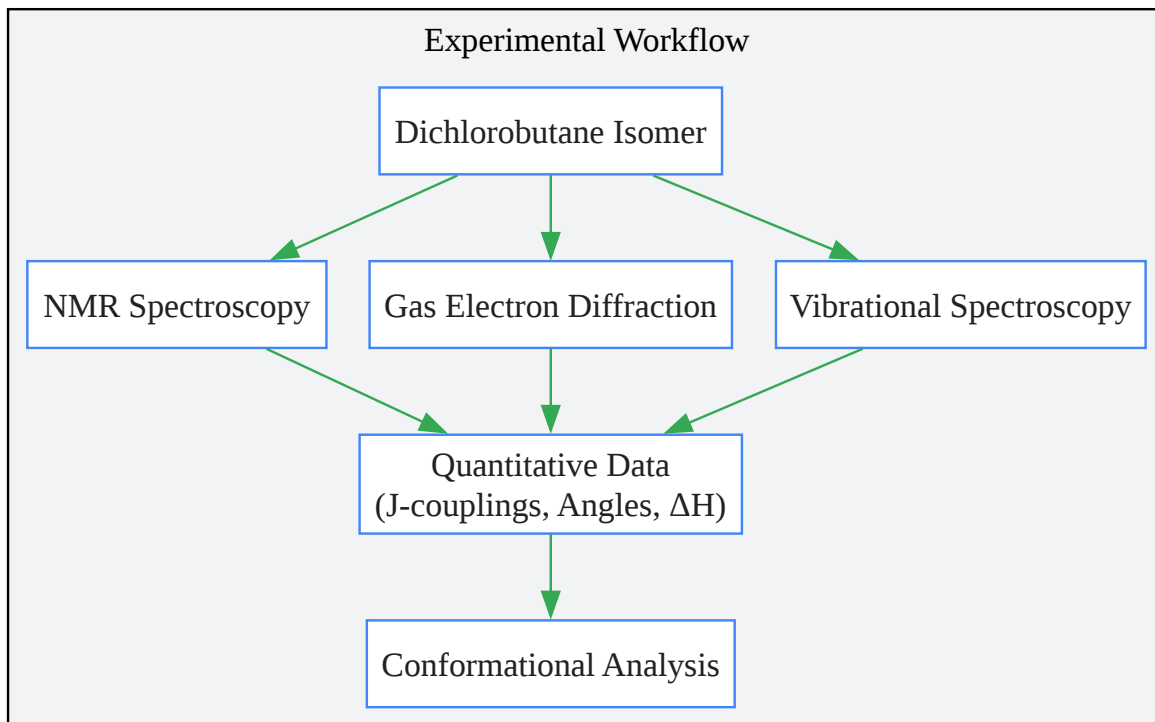 Experimental Workflow
Dichlorobutane Isomer
NMR Spectroscopy
Gas Electron Diffraction
Vibrational Spectroscopy
Quantitative Data
(J-couplings, Angles, ΔH)
Conformational Analysis